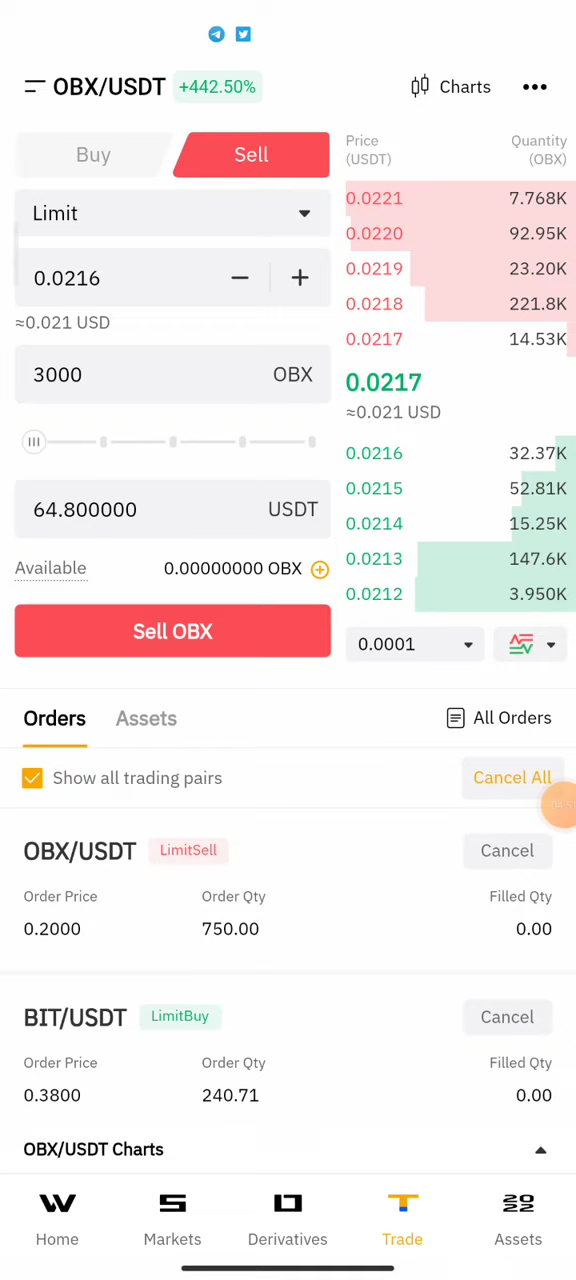 OBX/USDT +442.50% Charts
Buy Sell
Price (USDT) Quantity (OBX)
Limit
0.0216
≈0.021 USD
3000 OBX
64.800000 USDT
Available 0.00000000 OBX
Sell OBX
0.0221 7.768K
0.0220 92.95K
0.0219 23.20K
0.0218 221.8K
0.0217 14.53K
0.0217
≈0.021 USD
0.0216 32.37K
0.0215 52.81K
0.0214 15.25K
0.0213 147.6K
0.0212 3.950K
0.0001
Orders Assets All Orders
Show all trading pairs Cancel All
OBX/USDT LimitSell Cancel
Order Price Order Qty Filled Qty
0.2000 750.00 0.00
BIT/USDT LimitBuy Cancel
Order Price Order Qty Filled Qty
0.3800 240.71 0.00
OBX/USDT Charts
2022
Home Markets Derivatives Trade Assets